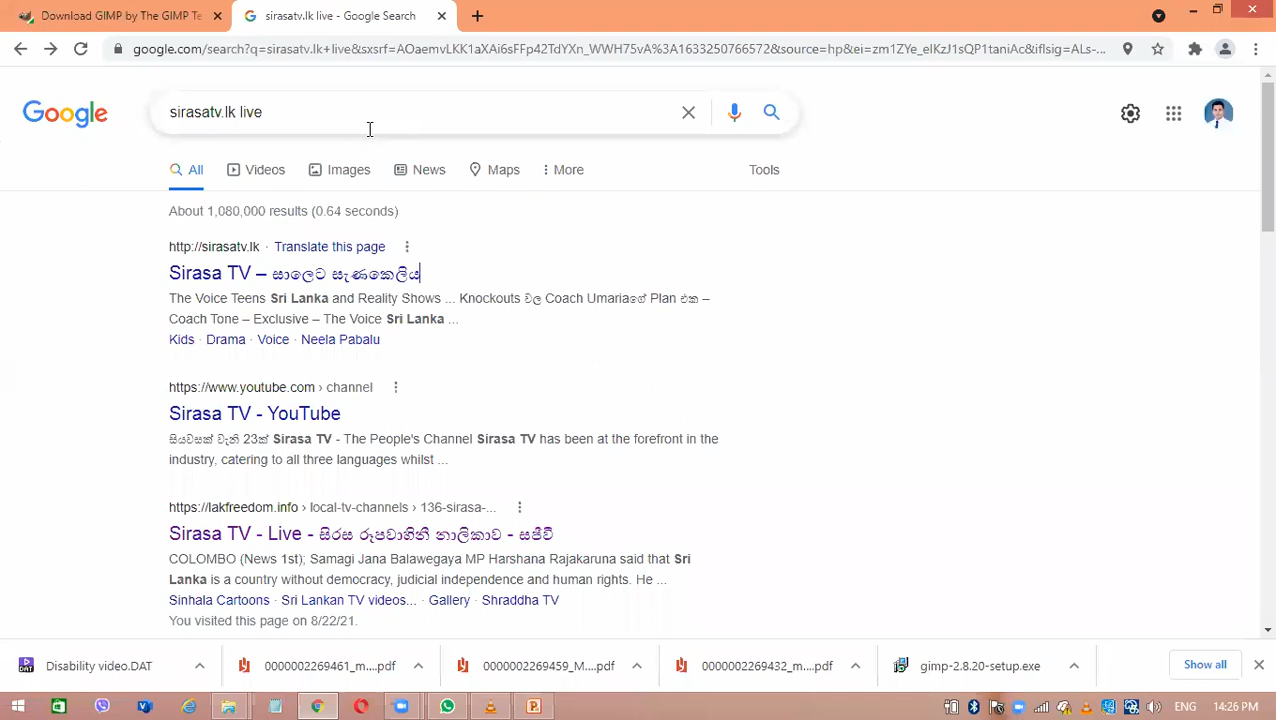 Download GIMP by The GIMP Te
sirasatv.lk live - Google Search
google.com/search?q=sirasatv.lk+live&sxsrf=AOaemvLKK1aXAi6sFFp42TdYXn_WWH75vA%3A1633250766572&source=hp&ei=zm1ZYe_eIKzJ1sQP1taniAc&iflsig=ALs-...
Google
sirasatv.lk live
All Videos Images News Maps More Tools
About 1,080,000 results (0.64 seconds)
http://sirasatv.lk · Translate this page
Sirasa TV – සාලෙට සැණකෙලිය
The Voice Teens Sri Lanka and Reality Shows ... Knockouts වල Coach Umariaගේ Plan එක –
Coach Tone – Exclusive – The Voice Sri Lanka ...
Kids · Drama · Voice · Neela Pabalu
https://www.youtube.com › channel
Sirasa TV - YouTube
සියවසක් වැනි 23ක් Sirasa TV - The People's Channel Sirasa TV has been at the forefront in the
industry, catering to all three languages whilst ...
https://lakfreedom.info › local-tv-channels › 136-sirasa-...
Sirasa TV - Live - සිරස රූපවාහිනී නාලිකාව - සජීවී
COLOMBO (News 1st); Samagi Jana Balawegaya MP Harshana Rajakaruna said that Sri
Lanka is a country without democracy, judicial independence and human rights. He ...
Sinhala Cartoons · Sri Lankan TV videos... · Gallery · Shraddha TV
You visited this page on 8/22/21.
Disability video.DAT
0000002269461_m....pdf
0000002269459_M....pdf
0000002269432_m....pdf
gimp-2.8.20-setup.exe
Show all
ENG 14:26 PM